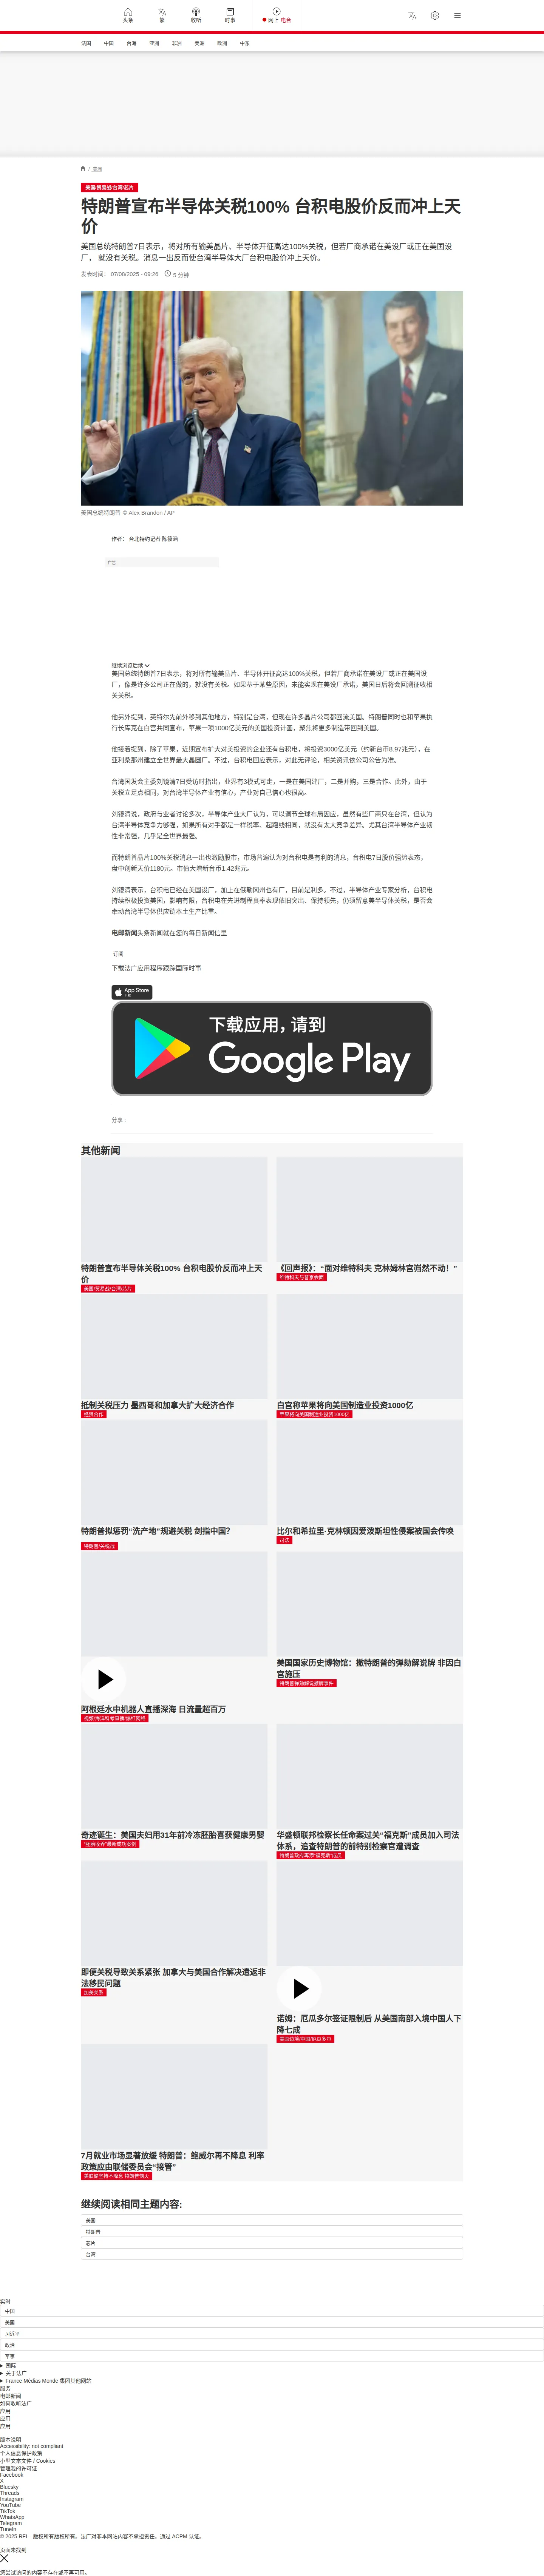 头条
繁
收听
时事
网上 电台
法国
中国
台海
亚洲
非洲
美洲
欧洲
中东
/ 美洲
美国/贸易战/台湾/芯片
特朗普宣布半导体关税100% 台积电股价反而冲上天
价
美国总统特朗普7日表示，将对所有输美晶片、半导体开征高达100%关税，但若厂商承诺在美设厂或正在美国设
厂， 就没有关税。消息一出反而使台湾半导体大厂台积电股价冲上天价。
发表时间： 07/08/2025 - 09:26
5 分钟
美国总统特朗普 © Alex Brandon / AP
作者： 台北特约记者 陈筱涵
广告
继续浏览后续
美国总统特朗普7日表示，将对所有输美晶片、半导体开征高达100%关税，但若厂商承诺在美设厂或正在美国设
厂，像是许多公司正在做的，就没有关税。如果基于某些原因，未能实现在美设厂承诺，美国日后将会回溯征收相
关关税。
他另外提到，英特尔先前外移到其他地方，特别是台湾，但现在许多晶片公司都回流美国。特朗普同时也和苹果执
行长库克在白宫共同宣布，苹果一项1000亿美元的美国投资计画，聚焦将更多制造带回到美国。
他接着提到，除了苹果，近期宣布扩大对美投资的企业还有台积电，将投资3000亿美元（约新台币8.97兆元），在
亚利桑那州建立全世界最大晶圆厂。不过，台积电回应表示，对此无评论，相关资讯依公司公告为准。
台湾国发会主委刘镜清7日受访时指出，业界有3模式可走，一是在美国建厂，二是并购，三是合作。此外，由于
关税立足点相同，对台湾半导体产业有信心，产业对自己信心也很高。
刘镜清说，政府与业者讨论多次，半导体产业大厂认为，可以调节全球布局因应，虽然有些厂商只在台湾，但认为
台湾半导体竞争力够强，如果所有对手都是一样税率、起跑线相同，就没有太大竞争差异。尤其台湾半导体产业韧
性非常强，几乎是全世界最强。
而特朗普晶片100%关税消息一出也激励股市，市场普遍认为对台积电是有利的消息，台积电7日股价强势表态，
盘中创新天价1180元。市值大增新台币1.42兆元。
刘镜清表示，台积电已经在美国设厂，加上在俄勒冈州也有厂，目前是利多。不过，半导体产业专家分析，台积电
持续积极投资美国，影响有限，台积电在先进制程良率表现依旧突出、保持领先，仍须留意美半导体关税，是否会
牵动台湾半导体供应链本土生产比重。
电邮新闻头条新闻就在您的每日新闻信里
订阅
下载法广应用程序跟踪国际时事
App Store
下载应用，请到
Google Play
分享 :
其他新闻
特朗普宣布半导体关税100% 台积电股价反而冲上天
价
美国/贸易战/台湾/芯片
《回声报》：“面对维特科夫 克林姆林宫岿然不动！”
维特科夫与普京会面
抵制关税压力 墨西哥和加拿大扩大经济合作
经贸合作
白宫称苹果将向美国制造业投资1000亿
苹果将向美国制造业投资1000亿
特朗普拟惩罚“洗产地”规避关税 剑指中国？
特朗普/关税战
比尔和希拉里·克林顿因爱泼斯坦性侵案被国会传唤
司法
阿根廷水中机器人直播深海 日流量超百万
视频/海洋科考直播/爆红网络
美国国家历史博物馆：撤特朗普的弹劾解说牌 非因白
宫施压
特朗普弹劾解说撤牌事件
奇迹诞生：美国夫妇用31年前冷冻胚胎喜获健康男婴
“胚胎收养”最新成功案例
华盛顿联邦检察长任命案过关“福克斯”成员加入司法
体系，追查特朗普的前特别检察官遭调查
特朗普政府再添“福克斯”成员
即便关税导致关系紧张 加拿大与美国合作解决遣返非
法移民问题
加美关系
诺姆：厄瓜多尔签证限制后 从美国南部入境中国人下
降七成
美国边境/中国/厄瓜多尔
7月就业市场显著放缓 特朗普：鲍威尔再不降息 利率
政策应由联储委员会“接管”
美联储坚持不降息 特朗普恼火
继续阅读相同主题内容:
美国
特朗普
芯片
台湾
实时
中国
美国
习近平
政治
军事
国际
关于法广
France Médias Monde 集团其他网站
服务
电邮新闻
如何收听法广
应用
应用
应用
版本说明
Accessibility: not compliant
个人信息保护政策
小型文本文件 / Cookies
管理我的许可证
Facebook
X
Bluesky
Threads
Instagram
YouTube
TikTok
WhatsApp
Telegram
TuneIn
© 2025 RFI – 版权所有版权所有。法广对非本网站内容不承担责任。通过 ACPM 认证。
页面未找到
您尝试访问的内容不存在或不再可用。